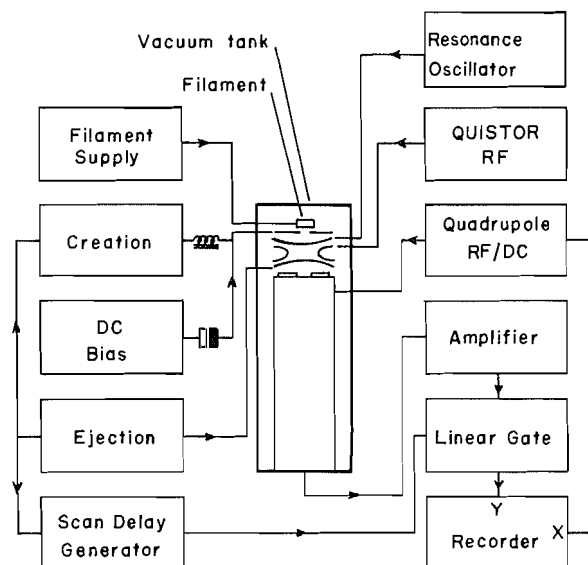 Vacuum tank
Filament
Resonance
Oscillator
Filament
Supply
QUISTOR
RF
Creation
Quadrupole
RF/DC
DC
Bias
Amplifier
Ejection
Linear Gate
Scan Delay
Generator
Y
X
Recorder